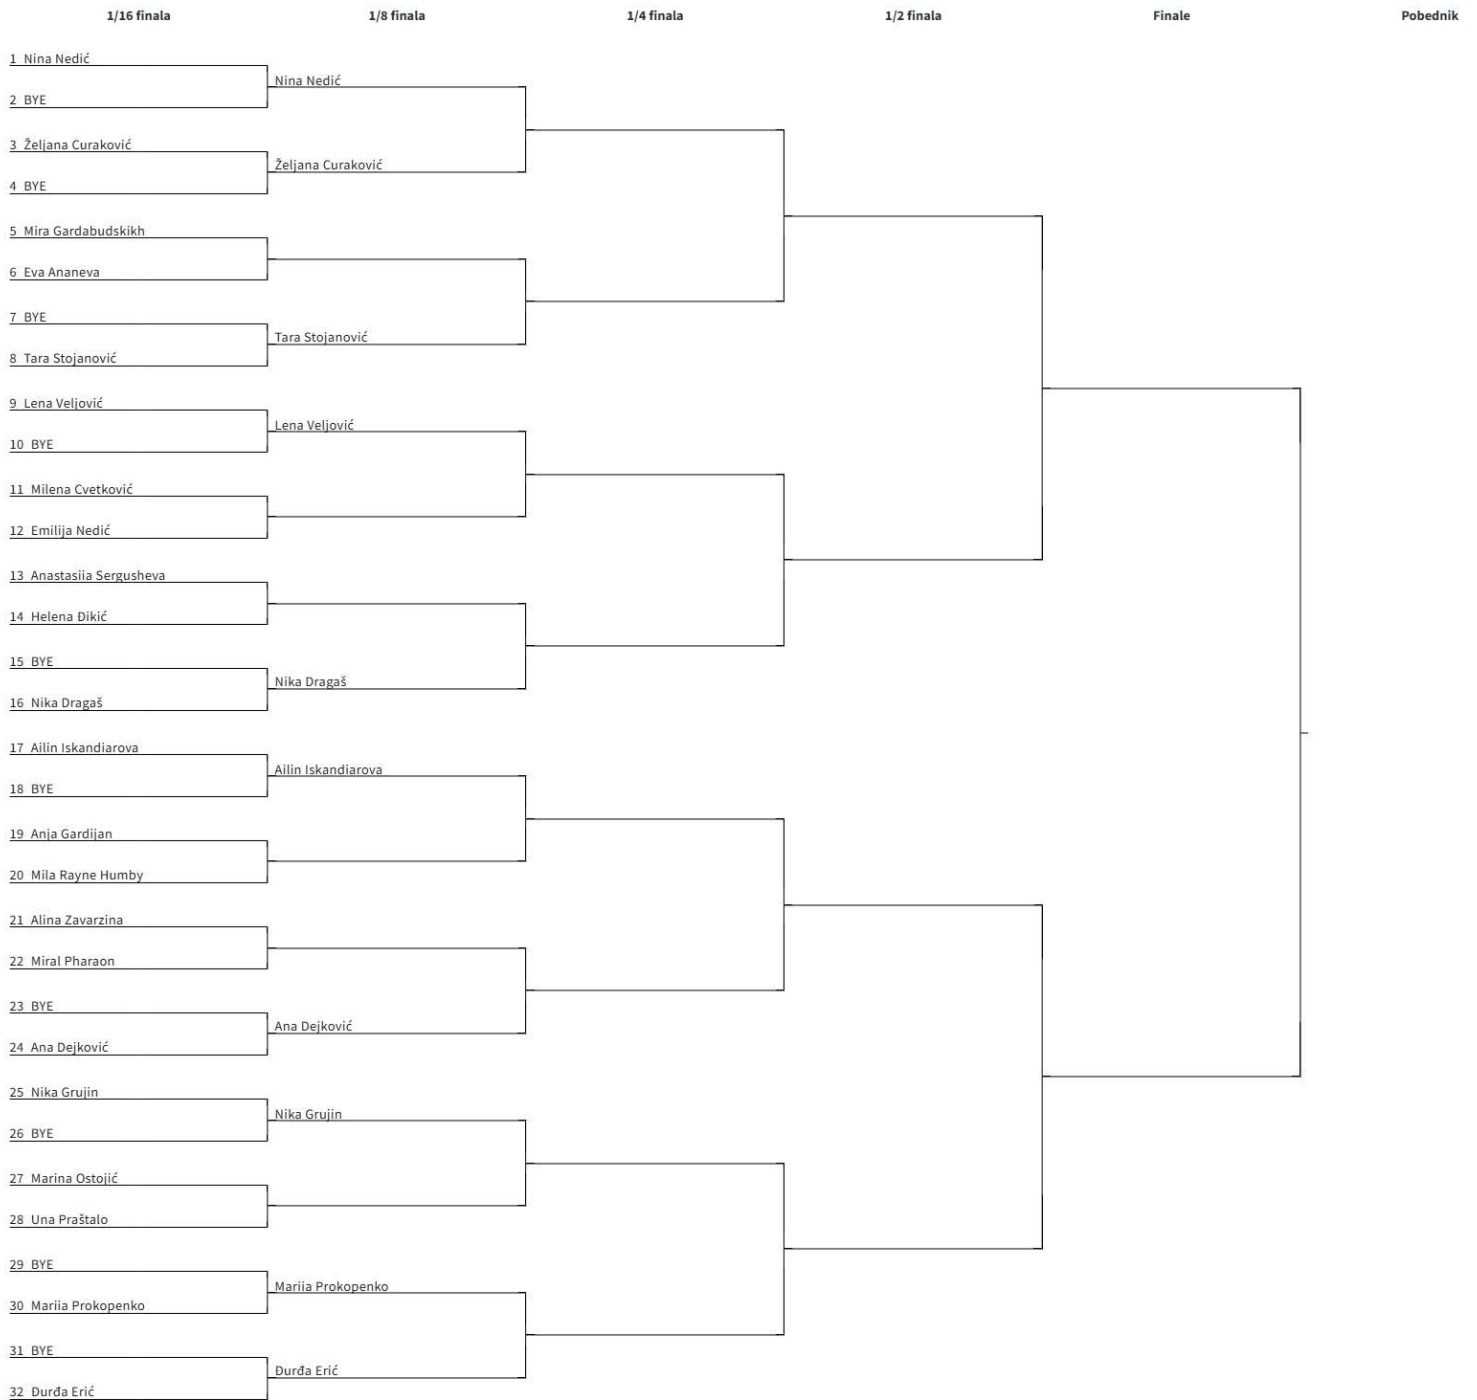 1/16 finala 1/8 finala 1/4 finala 1/2 finala Finale Pobednik
1 Nina Nedić
Nina Nedić
2 BYE
3 Željana Curaković
Željana Curaković
4 BYE
5 Mira Gardabudskikh
6 Eva Ananeva
7 BYE
Tara Stojanović
8 Tara Stojanović
9 Lena Veljović
Lena Veljović
10 BYE
11 Milena Cvetković
12 Emilija Nedić
13 Anastasiia Sergusheva
14 Helena Đikić
15 BYE
Nika Dragaš
16 Nika Dragaš
17 Ailin Iskandiarova
Ailin Iskandiarova
18 BYE
19 Anja Gardijan
20 Mila Rayne Humby
21 Alina Zavarzina
22 Miral Pharaon
23 BYE
Ana Dejković
24 Ana Dejković
25 Nika Grujin
Nika Grujin
26 BYE
27 Marina Ostojić
28 Una Praštalo
29 BYE
Mariia Prokopenko
30 Mariia Prokopenko
31 BYE
Đurđa Erić
32 Đurđa Erić